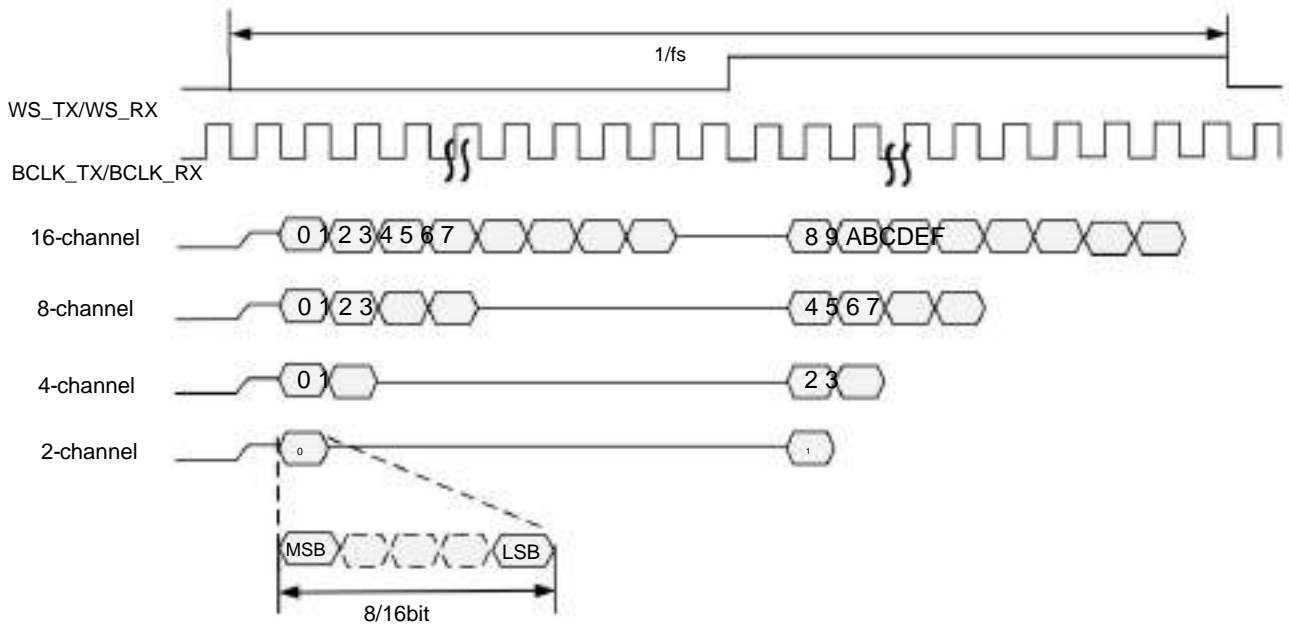 1/fs
WS_TX/WS_RX
BCLK_TX/BCLK_RX
16-channel 0 1 2 3 4 5 6 7 8 9 ABCDEF
8-channel 0 1 2 3 4 5 6 7
4-channel 0 1 2 3
2-channel 0 1
MSB LSB
8/16bit